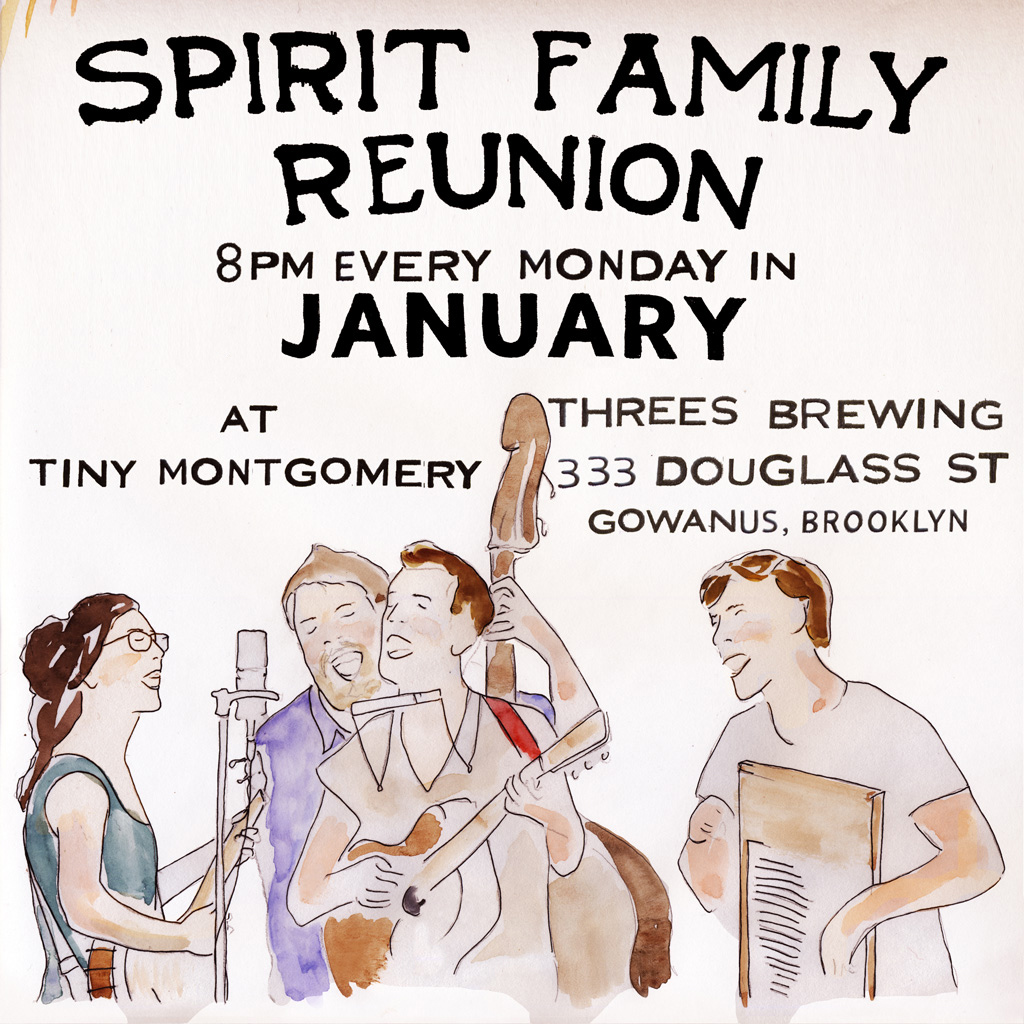 SPIRIT FAMILY
REUNION
8PM EVERY MONDAY IN
JANUARY
AT
TINY MONTGOMERY
THREES BREWING
333 DOUGLASS ST
GOWANUS, BROOKLYN